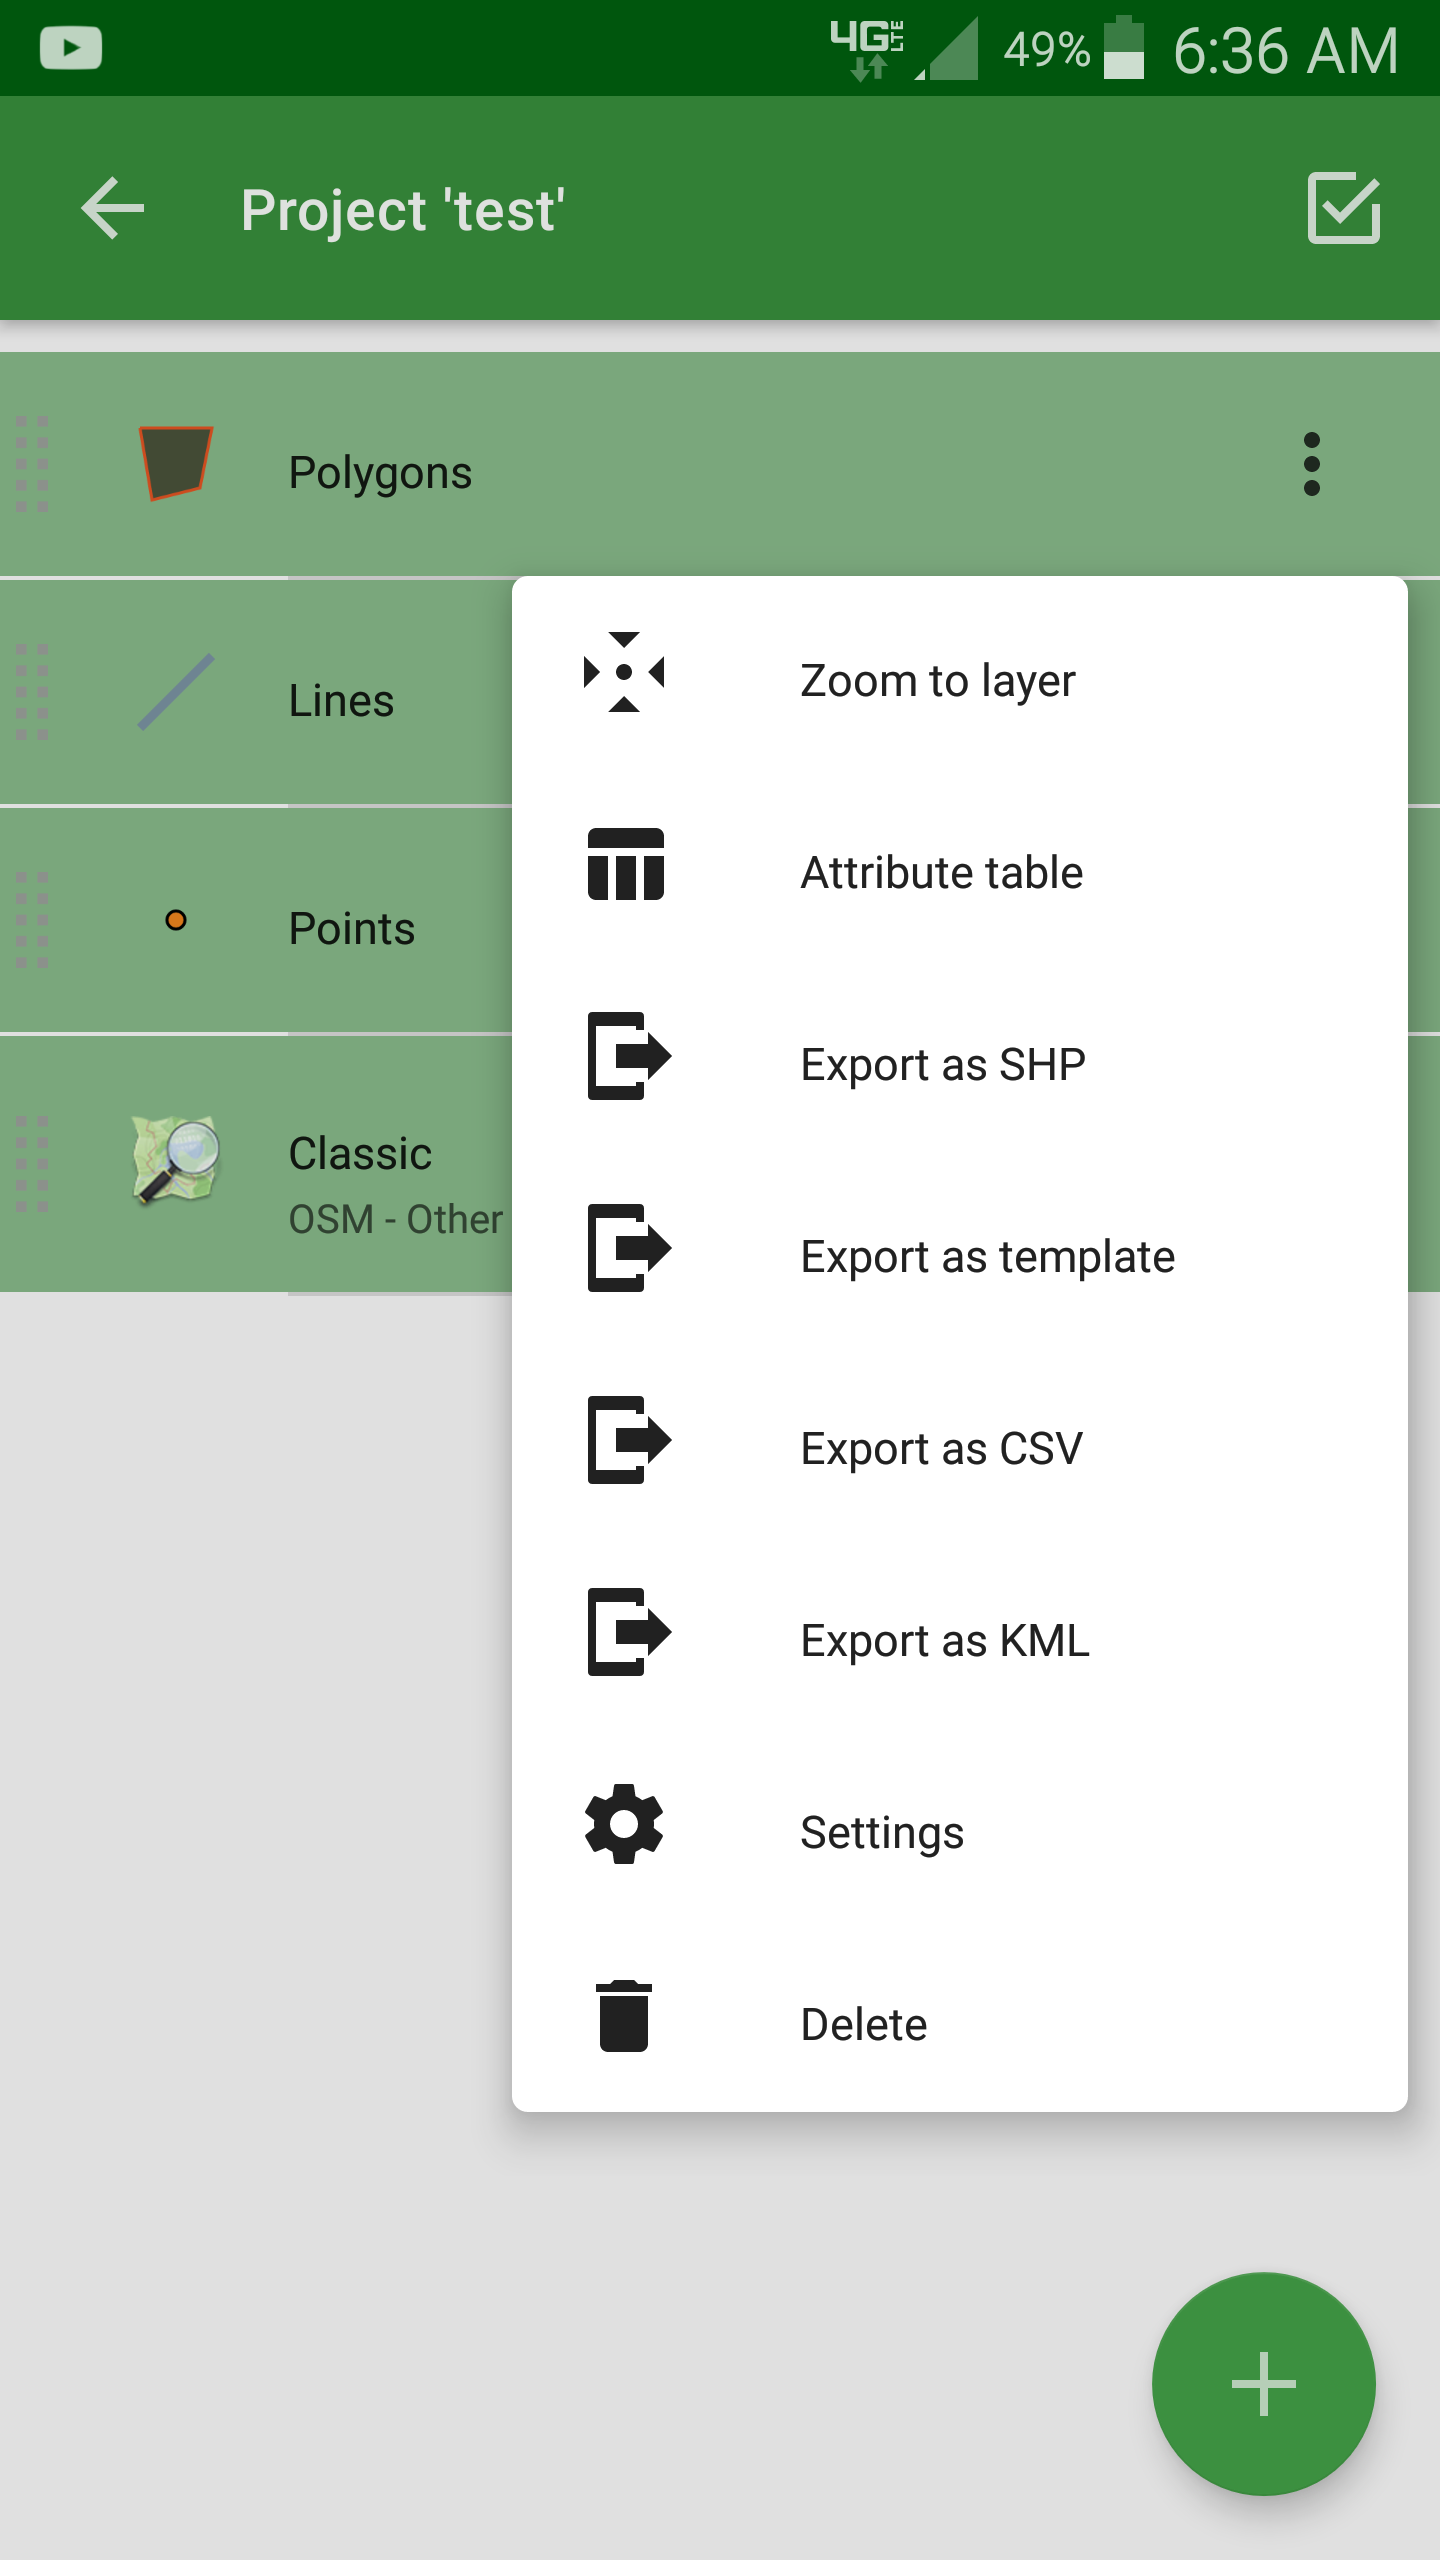 4G LTE 49% 6:36 AM
Project 'test'
Polygons
Lines
Points
Classic
OSM - Other
Zoom to layer
Attribute table
Export as SHP
Export as template
Export as CSV
Export as KML
Settings
Delete